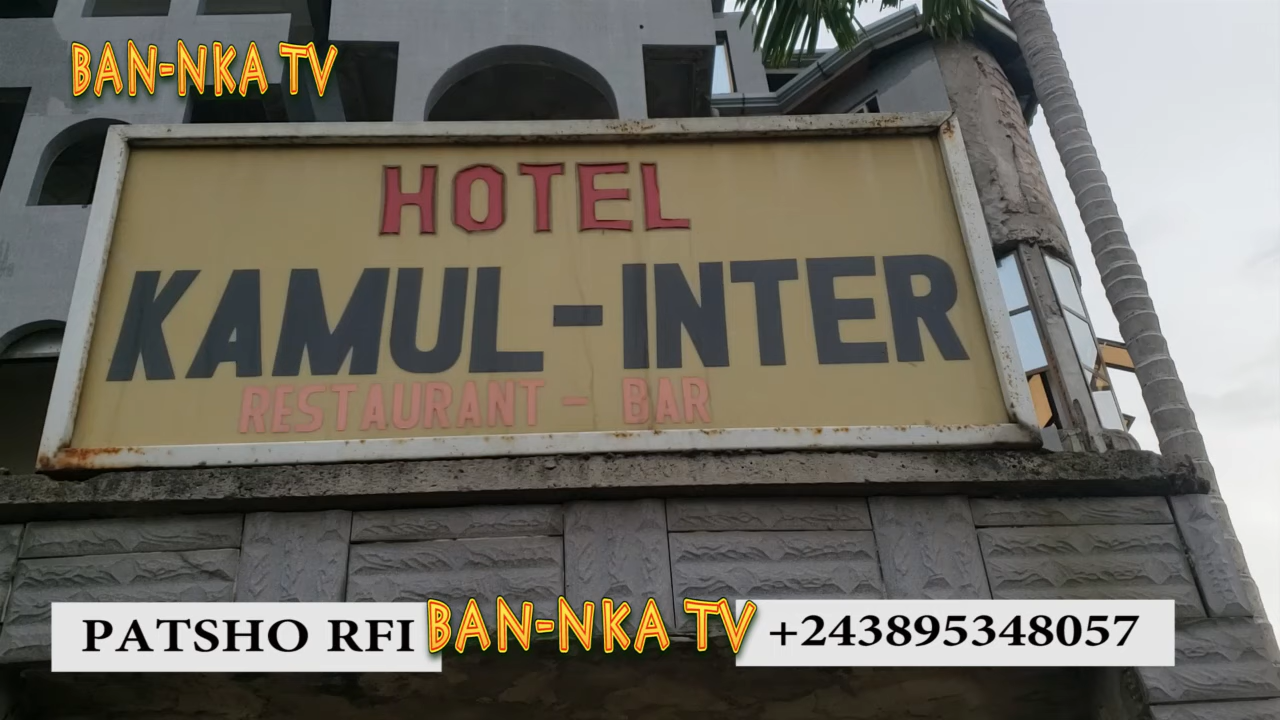 BAN-NKA TV
HOTEL
KAMUL-INTER
RESTAURANT - BAR
PATSHO RFI BAN-NKA TV +243895348057